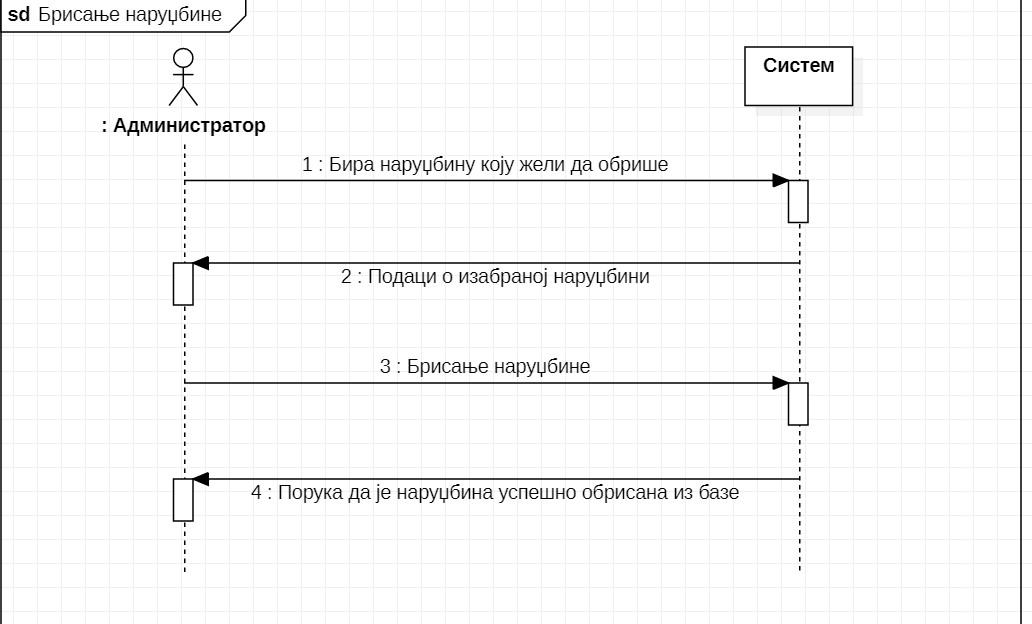 sd Брисање наруџбине
: Администратор
Систем
1 : Бира наруџбину коју жели да обрише
2 : Подаци о изабраној наруџбини
3 : Брисање наруџбине
4 : Порука да је наруџбина успешно обрисана из базе